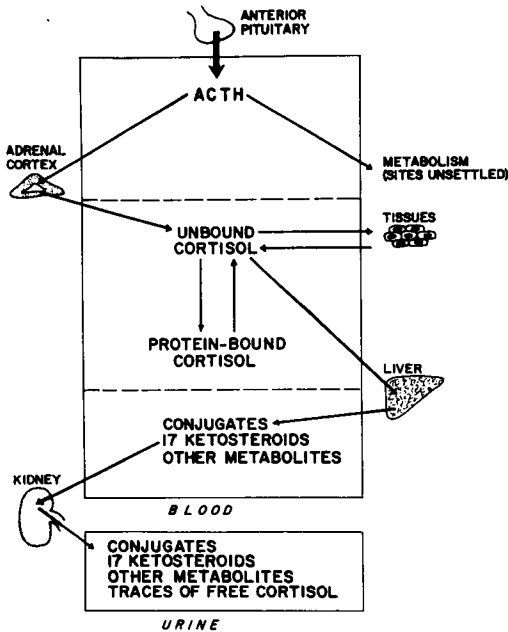 ANTERIOR
PITUITARY
ACTH
ADRENAL
CORTEX
METABOLISM
(SITES UNSETTLED)
TISSUES
UNBOUND
CORTISOL
PROTEIN-BOUND
CORTISOL
LIVER
CONJUGATES
17 KETOSTEROIDS
OTHER METABOLITES
KIDNEY
BLOOD
CONJUGATES
17 KETOSTEROIDS
OTHER METABOLITES
TRACES OF FREE CORTISOL
URINE